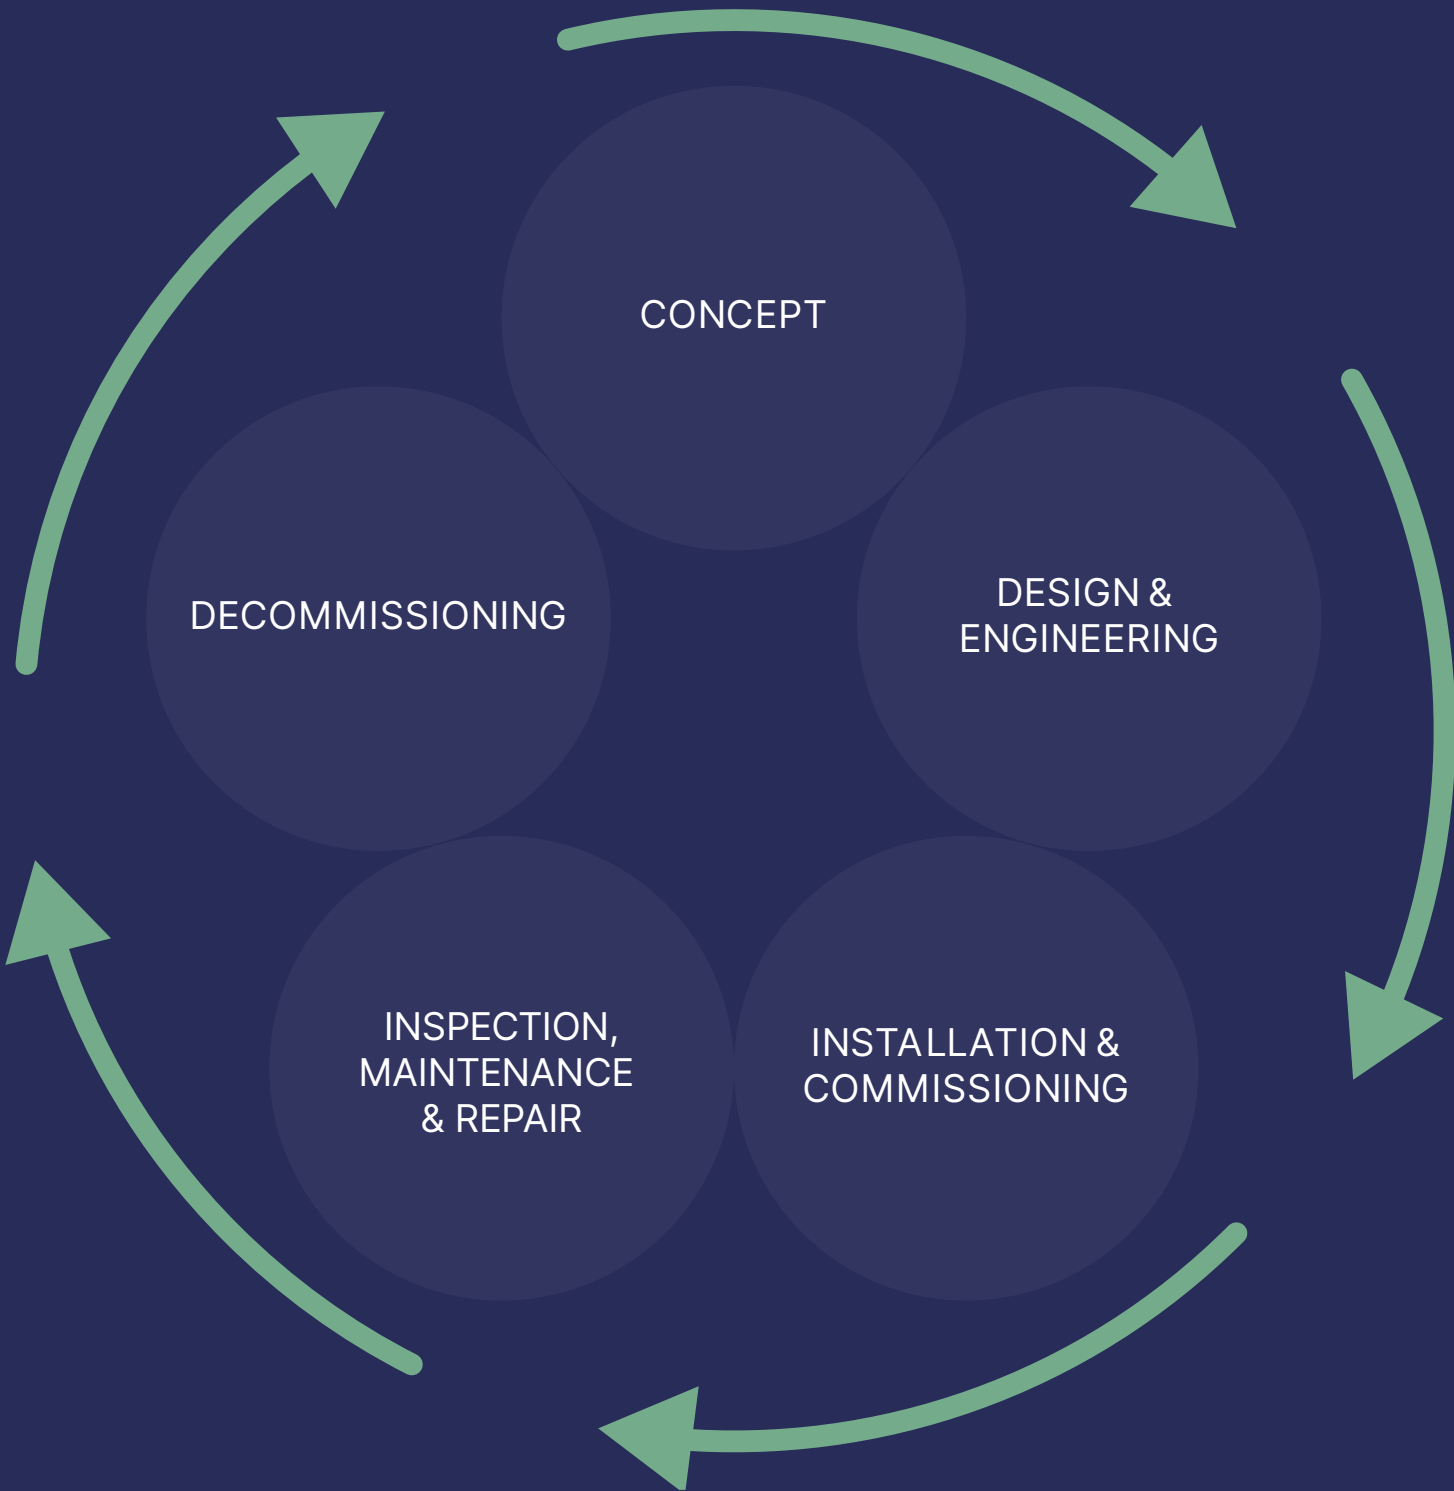 CONCEPT
DESIGN &
ENGINEERING
INSTALLATION &
COMMISSIONING
INSPECTION,
MAINTENANCE
& REPAIR
DECOMMISSIONING